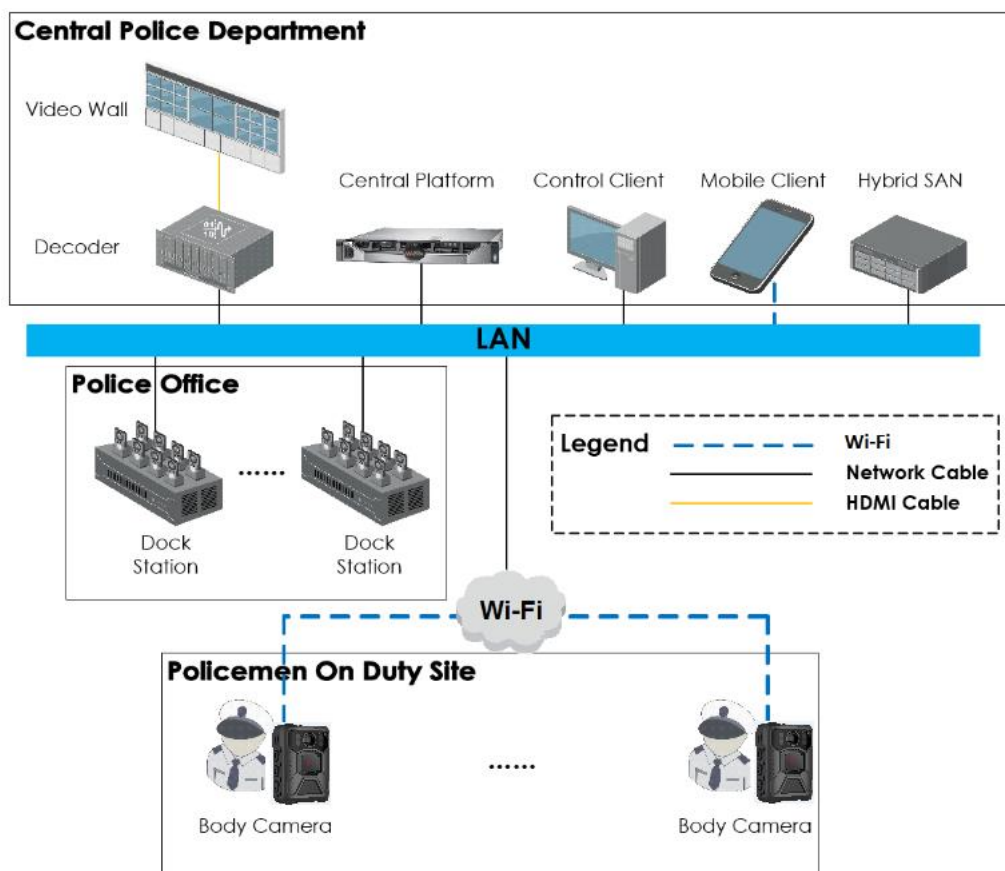 Central Police Department
Video Wall
Central Platform
Control Client
Mobile Client
Hybrid SAN
Decoder
LAN
Police Office
Legend
Wi-Fi
Network Cable
HDMI Cable
......
Dock
Station
Dock
Station
Wi-Fi
Policemen On Duty Site
......
Body Camera
Body Camera